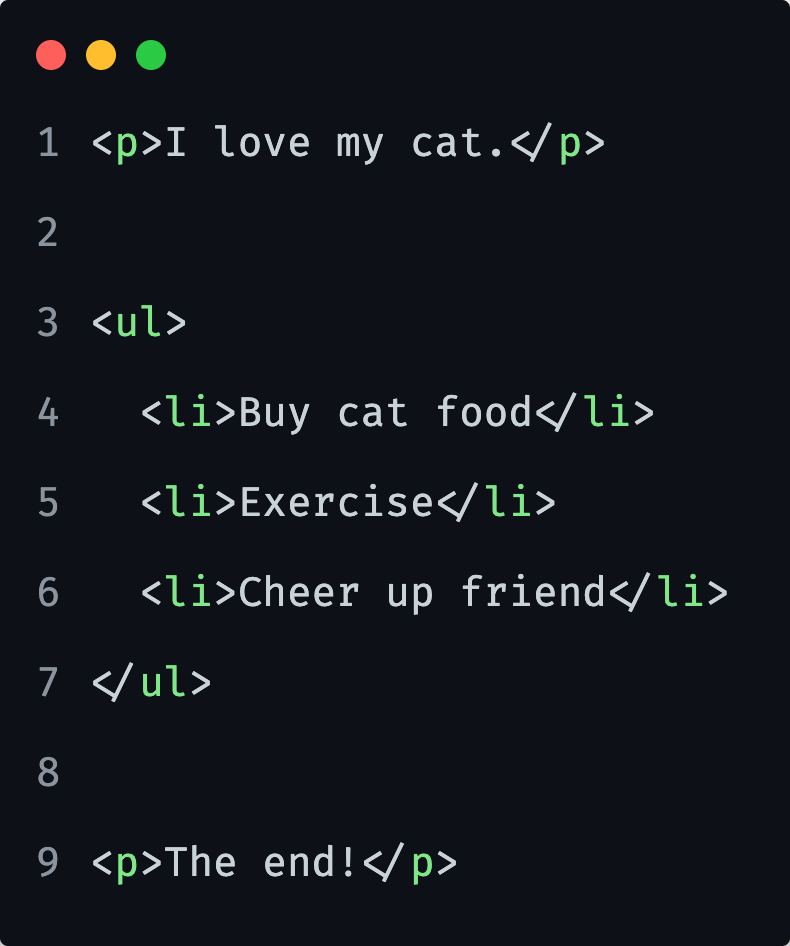 1 <p>I love my cat.</p>
2
3 <ul>
4   <li>Buy cat food</li>
5   <li>Exercise</li>
6   <li>Cheer up friend</li>
7 </ul>
8
9 <p>The end!</p>